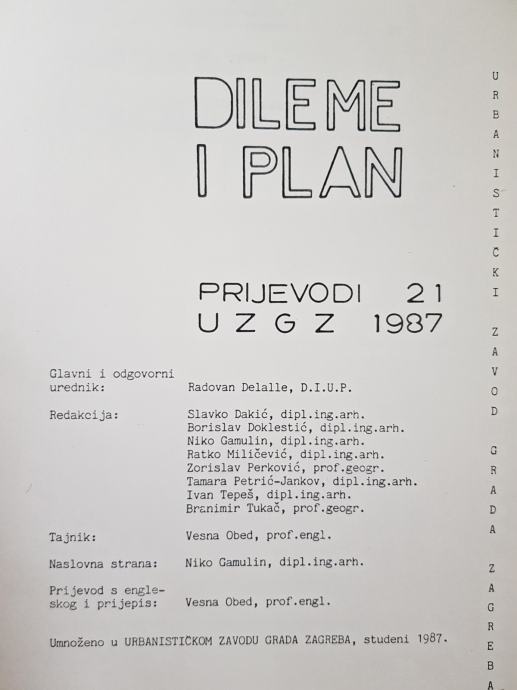 DILEME
I PLAN
PRIJEVODI 21
UZGZ 1987
Glavni i odgovorni
urednik: Radovan Delalle, D.I.U.P.
Redakcija: Slavko Dakić, dipl.ing.arh.
Borislav Doklestić, dipl.ing.arh.
Niko Gamulin, dipl.ing.arh.
Ratko Miličević, dipl.ing.arh.
Zorislav Perković, prof.geogr.
Tamara Petrić-Jankov, dipl.ing.arh.
Ivan Tepeš, dipl.ing.arh.
Branimir Tukač, prof.geogr.
Tajnik: Vesna Obed, prof.engl.
Naslovna strana: Niko Gamulin, dipl.ing.arh.
Prijevod s engle-
skog i prijepis: Vesna Obed, prof.engl.
Umnoženo u URBANISTIČKOM ZAVODU GRADA ZAGREBA, studeni 1987.
URBANISTIČKI ZAVOD GRADA ZAGREBA